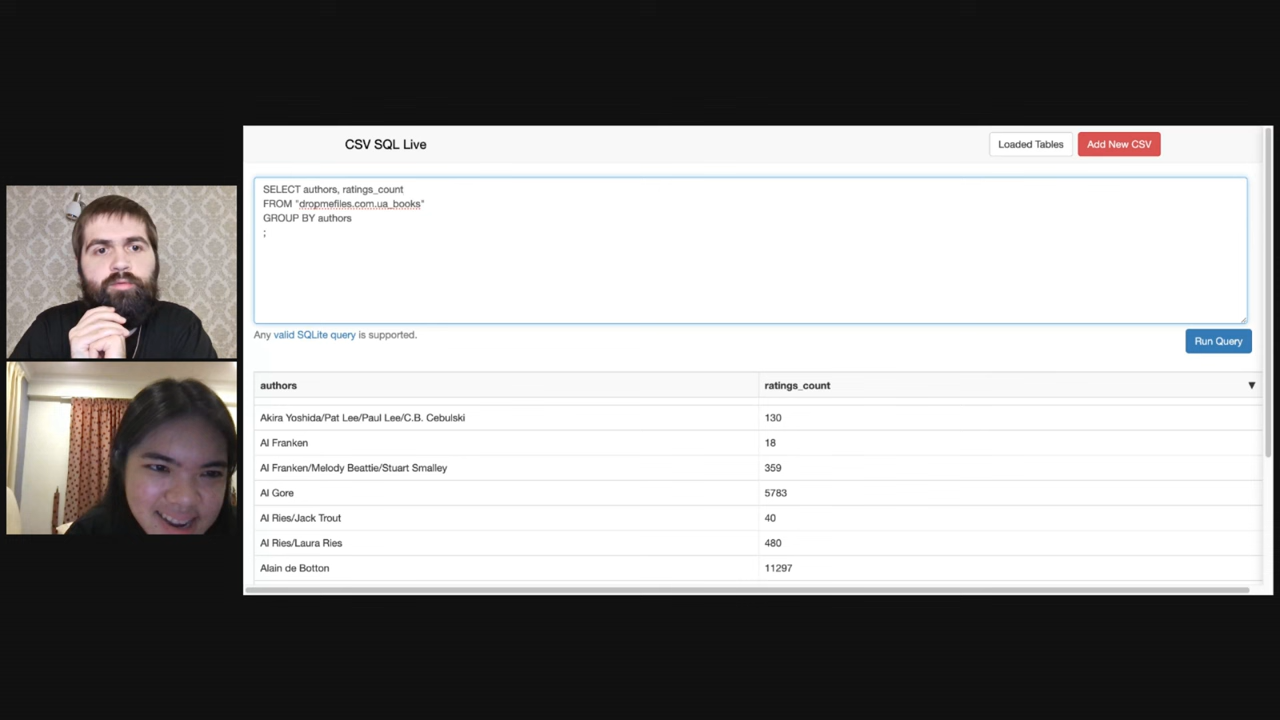 CSV SQL Live
Loaded Tables
Add New CSV
SELECT authors, ratings_count
FROM "dropmefiles.com.ua_books"
GROUP BY authors
;
Any valid SQLite query is supported.
Run Query
authors ratings_count ▼
Akira Yoshida/Pat Lee/Paul Lee/C.B. Cebulski 130
Al Franken 18
Al Franken/Melody Beattie/Stuart Smalley 359
Al Gore 5783
Al Ries/Jack Trout 40
Al Ries/Laura Ries 480
Alain de Botton 11297